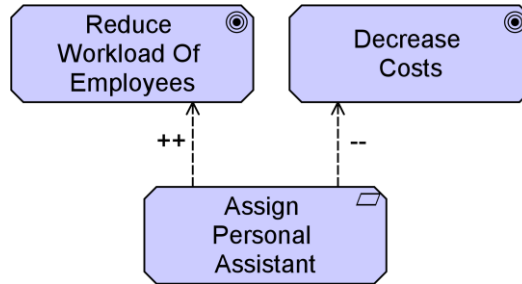 Reduce
Workload Of
Employees
Decrease
Costs
++
--
Assign
Personal
Assistant